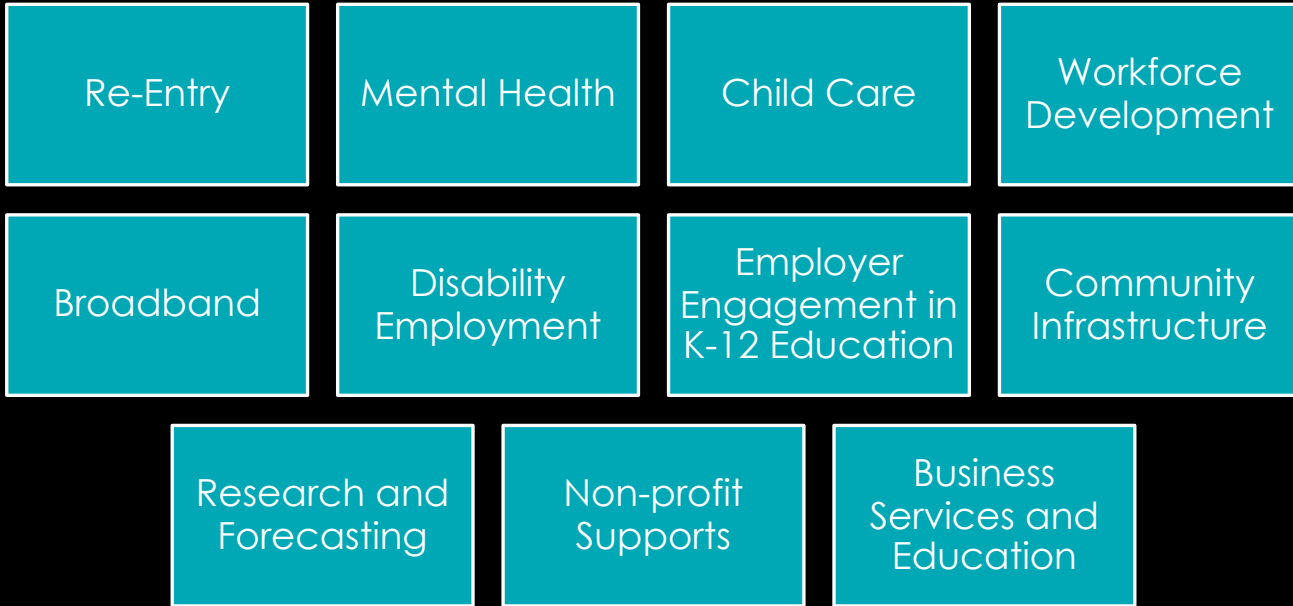 Re-Entry
Mental Health
Child Care
Workforce
Development
Broadband
Disability
Employment
Employer
Engagement in
K-12 Education
Community
Infrastructure
Research and
Forecasting
Non-profit
Supports
Business
Services and
Education